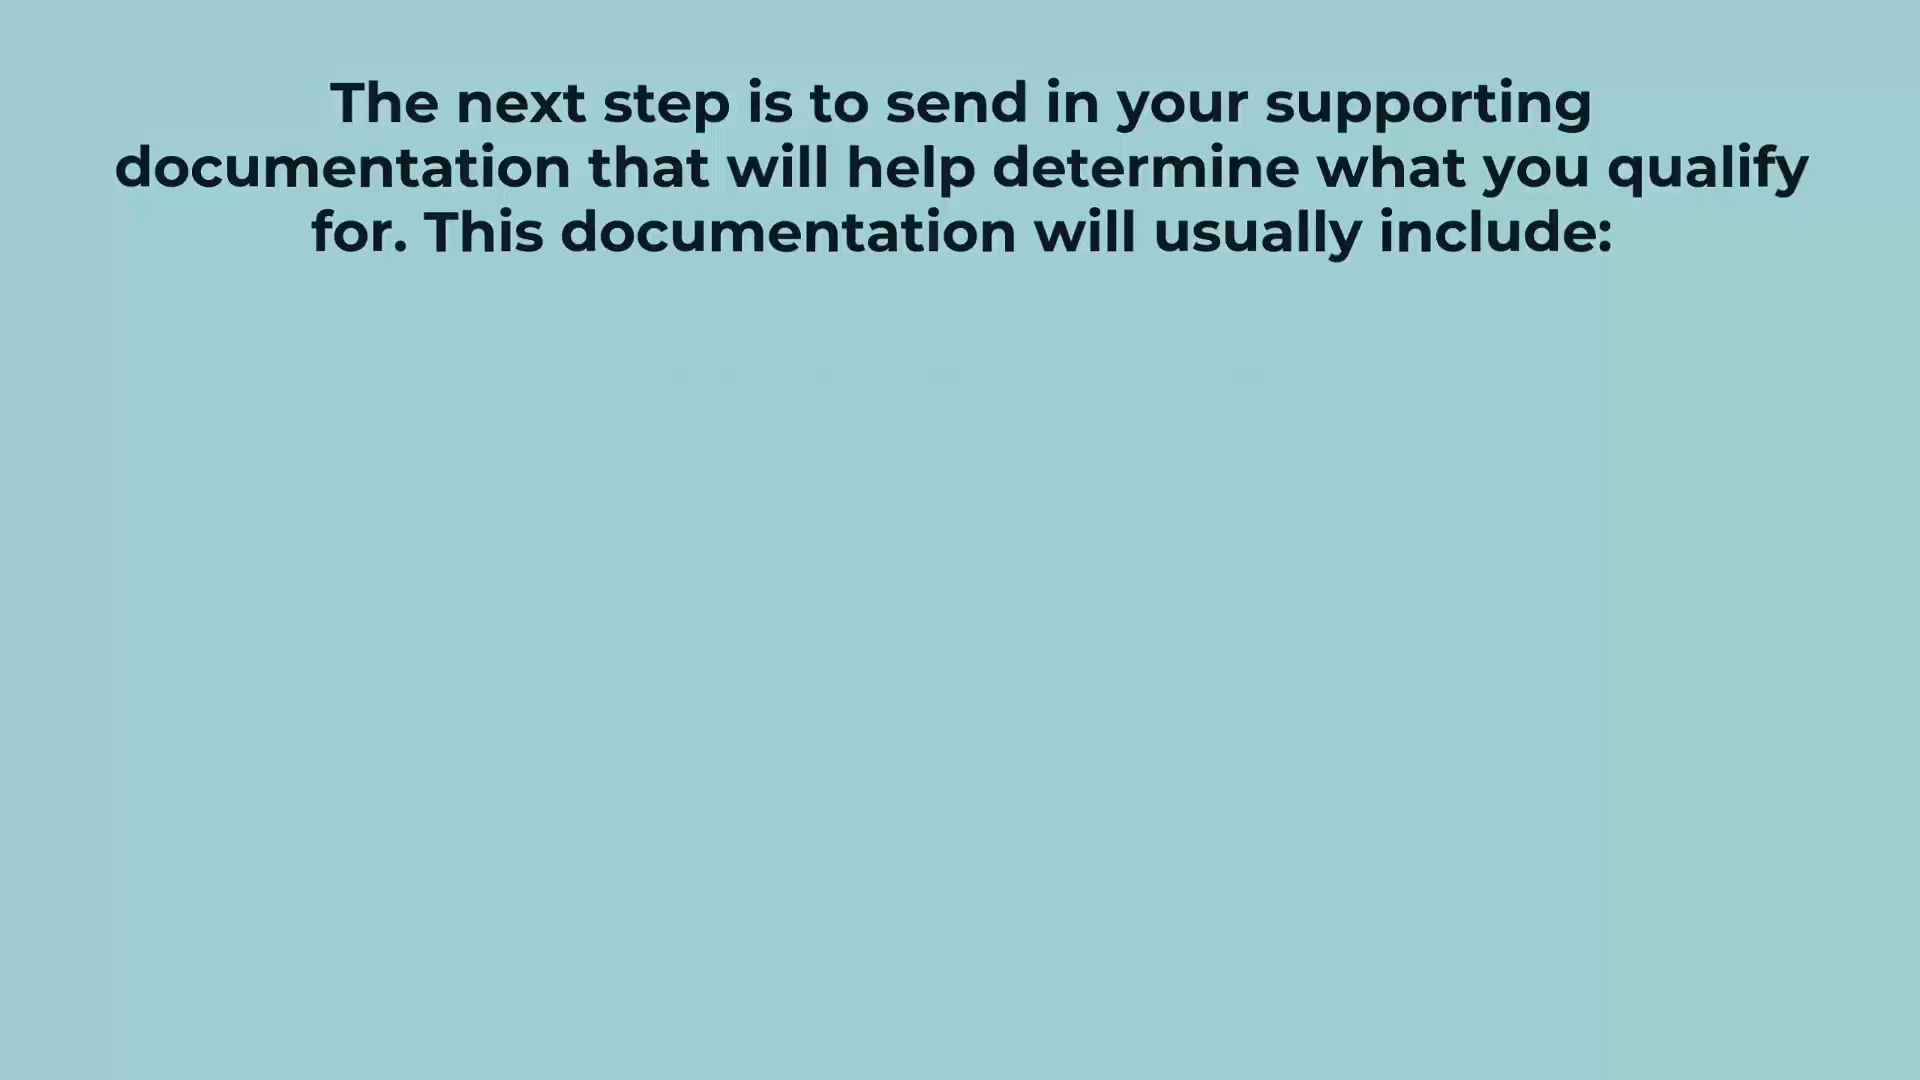 The next step is to send in your supporting
documentation that will help determine what you qualify
for. This documentation will usually include: